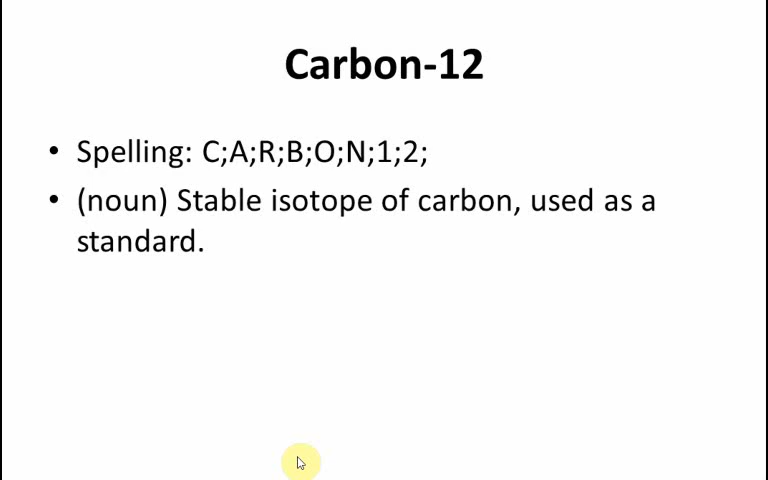 Carbon-12
• Spelling: C;A;R;B;O;N;1;2;
• (noun) Stable isotope of carbon, used as a
standard.